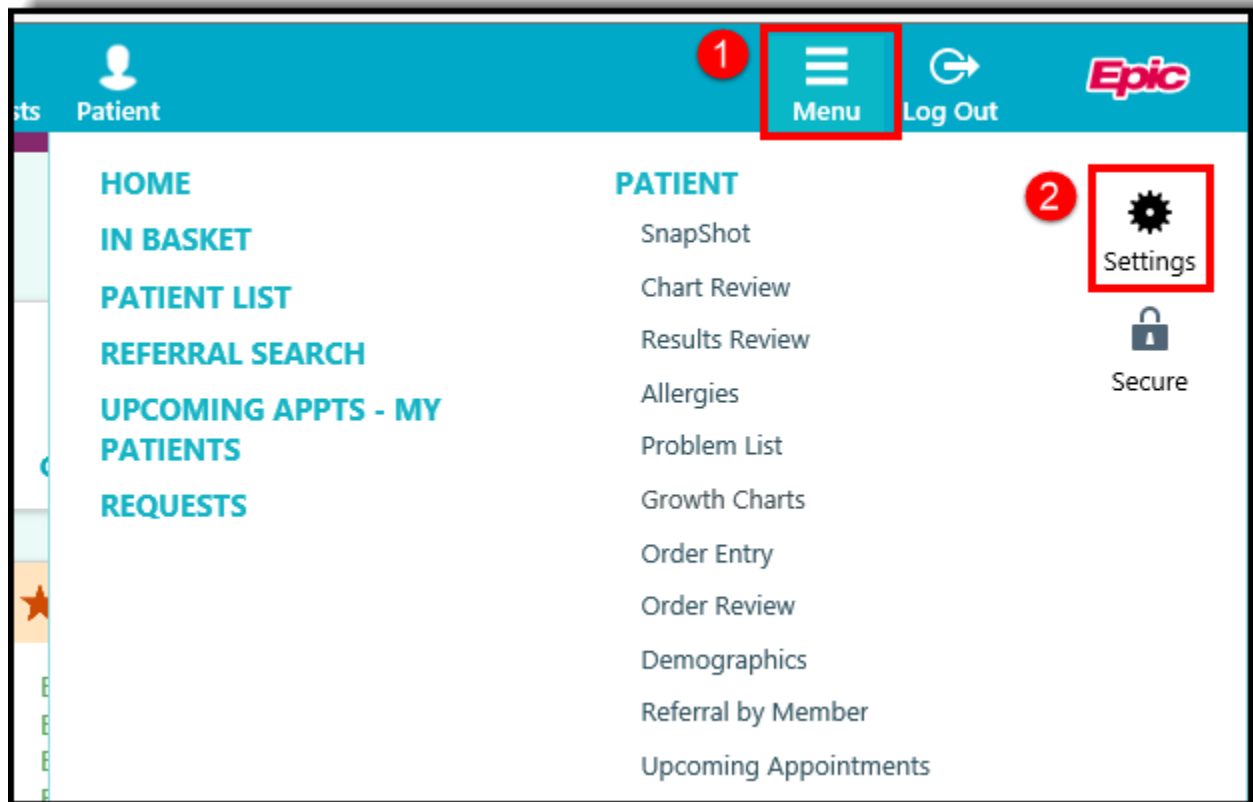 sts
Patient
1
Menu
Log Out
Epic
HOME
IN BASKET
PATIENT LIST
REFERRAL SEARCH
UPCOMING APPTS - MY
PATIENTS
REQUESTS
PATIENT
SnapShot
Chart Review
Results Review
Allergies
Problem List
Growth Charts
Order Entry
Order Review
Demographics
Referral by Member
Upcoming Appointments
2
Settings
Secure